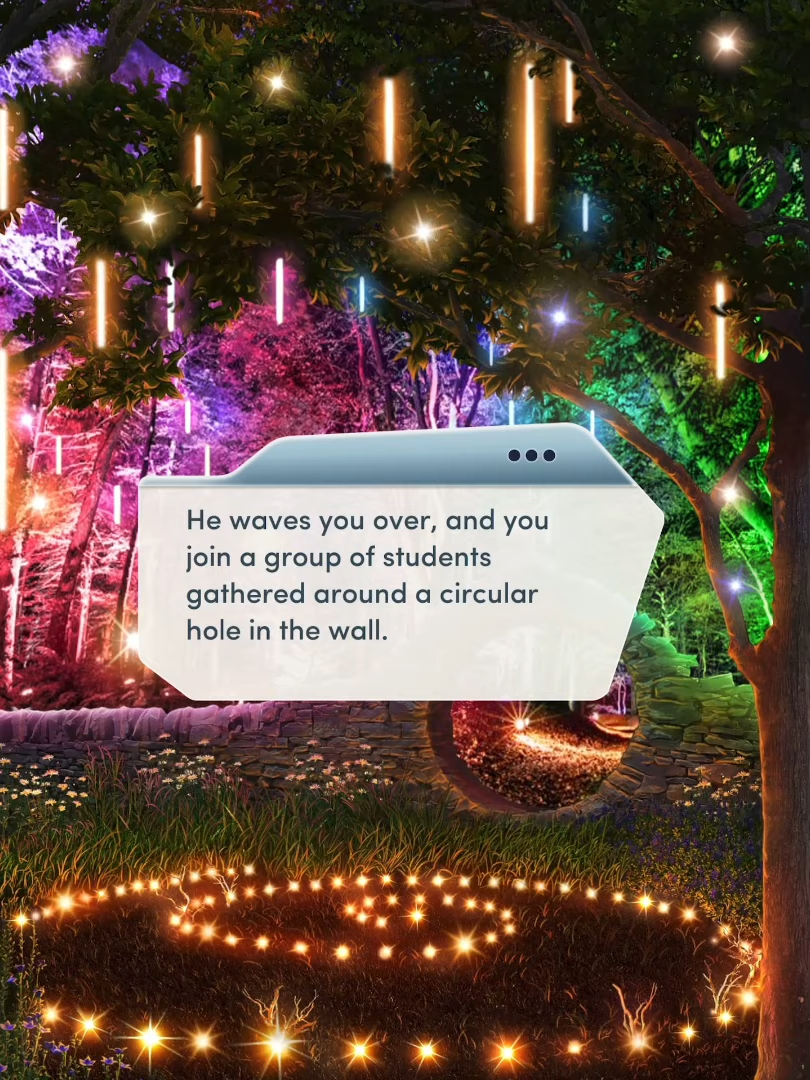 He waves you over, and you
join a group of students
gathered around a circular
hole in the wall.